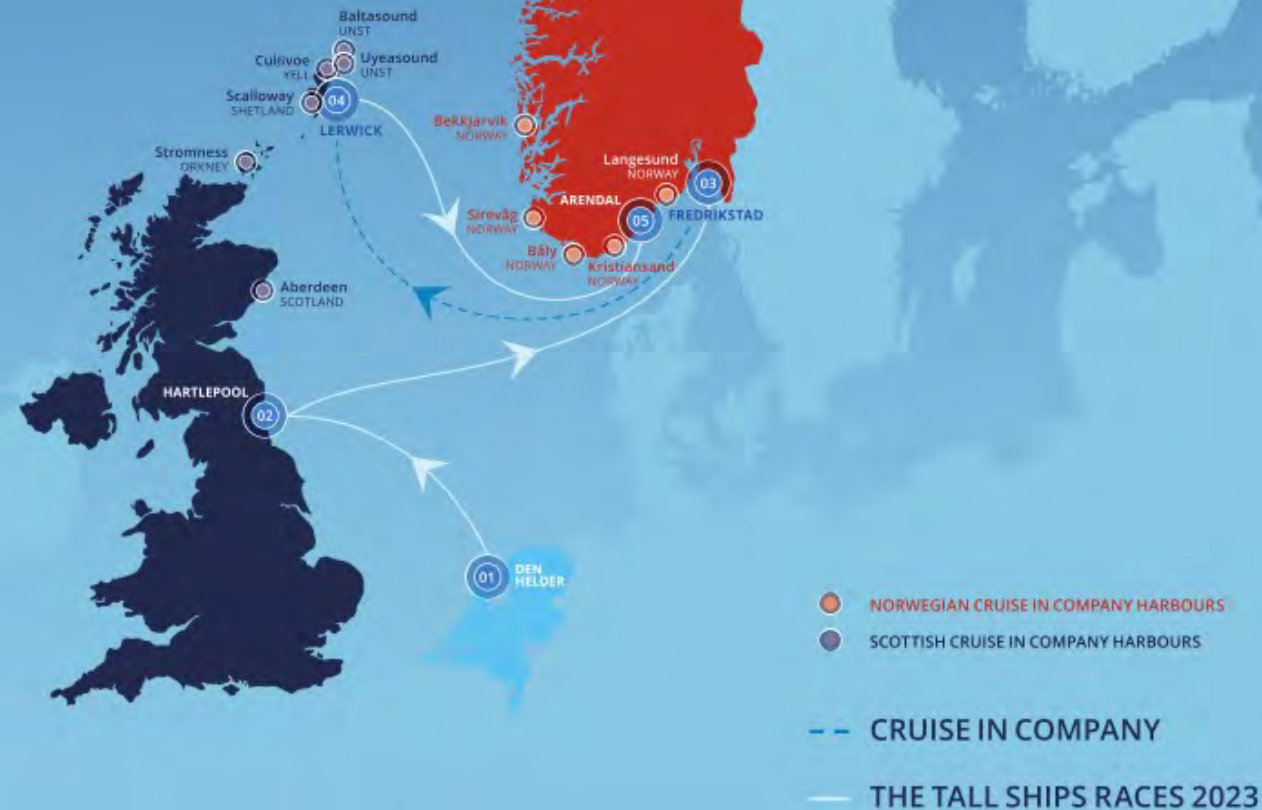 Baltasound
UNST
Cullivoe
YELL
Uyeasound
UNST
Scalloway
SHETLAND
04
LERWICK
Stromness
ORKNEY
Bekkjarvik
NORWAY
Langesund
NORWAY
03
FREDRIKSTAD
ARENDAL
05
Sirevåg
NORWAY
Båly
NORWAY
Kristiansand
NORWAY
Aberdeen
SCOTLAND
HARTLEPOOL
02
01
DEN
HELDER
NORWEGIAN CRUISE IN COMPANY HARBOURS
SCOTTISH CRUISE IN COMPANY HARBOURS
CRUISE IN COMPANY
THE TALL SHIPS RACES 2023